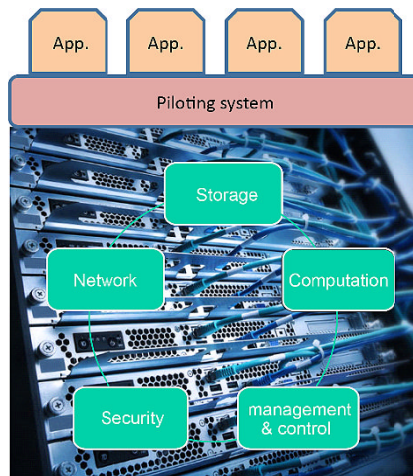 App. App. App. App.
Piloting system
Storage
Network
Computation
Security
management
& control